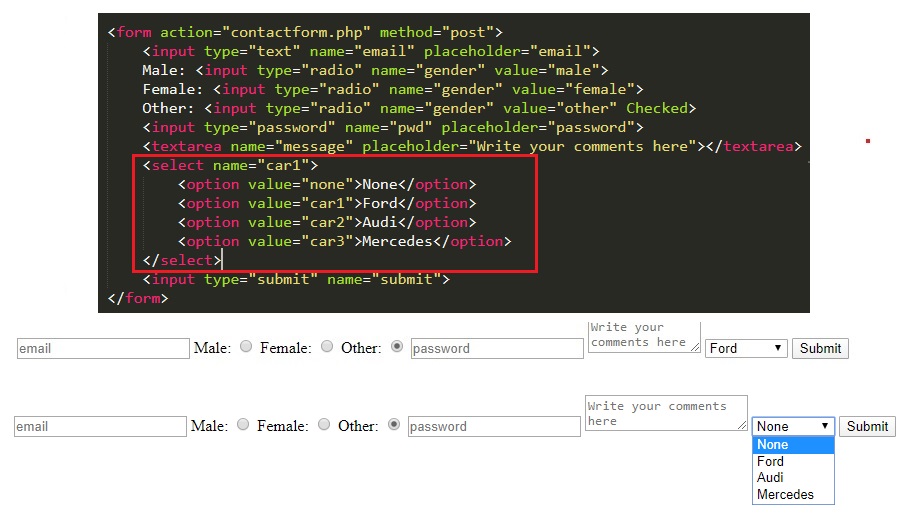 <form action="contactform.php" method="post">
<input type="text" name="email" placeholder="email">
Male: <input type="radio" name="gender" value="male">
Female: <input type="radio" name="gender" value="female">
Other: <input type="radio" name="gender" value="other" Checked>
<input type="password" name="pwd" placeholder="password">
<textarea name="message" placeholder="Write your comments here"></textarea>
<select name="car1">
<option value="none">None</option>
<option value="car1">Ford</option>
<option value="car2">Audi</option>
<option value="car3">Mercedes</option>
</select>
<input type="submit" name="submit">
</form>
email Male: Female: Other: password Write your
comments here Ford Submit
email Male: Female: Other: password Write your comments
here None Submit
None
Ford
Audi
Mercedes